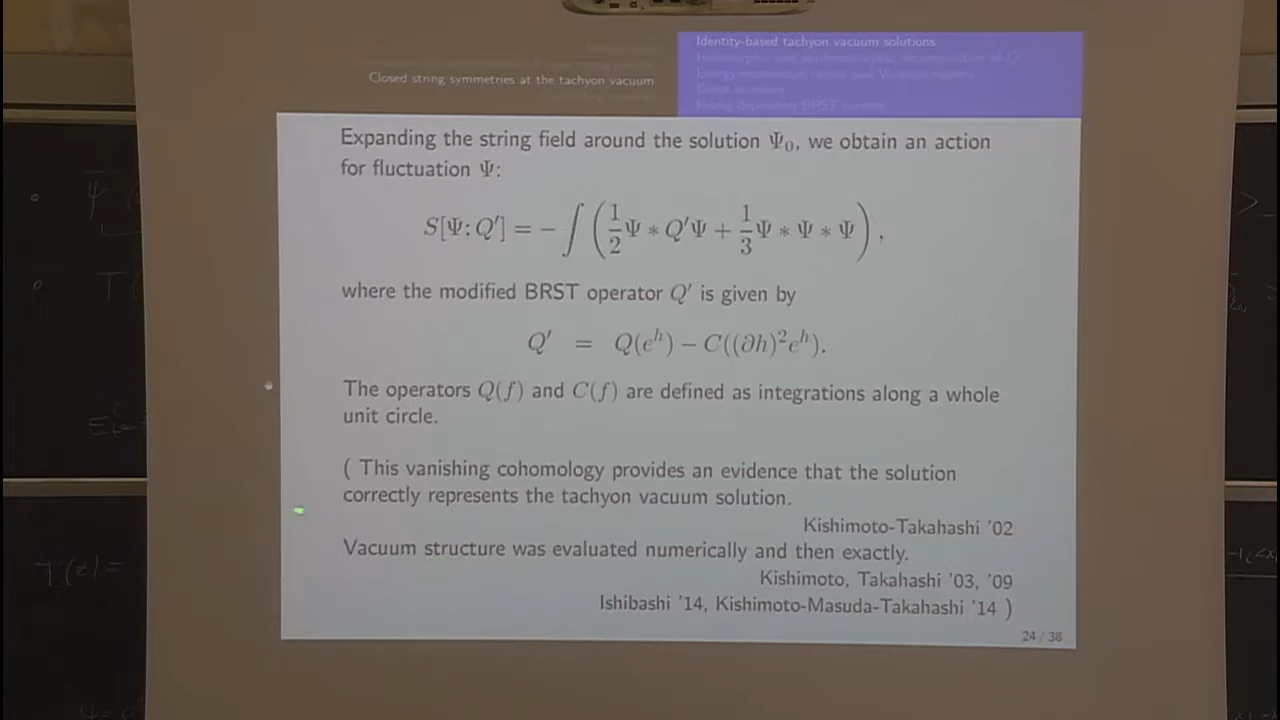 Closed string symmetries at the tachyon vacuum
Identity-based tachyon vacuum solutions
Expanding the string field around the solution Ψ₀, we obtain an action
for fluctuation Ψ:
S[Ψ; Q′] = − ∫ ( 1/2 Ψ ∗ Q′Ψ + 1/3 Ψ ∗ Ψ ∗ Ψ ) ,
where the modified BRST operator Q′ is given by
Q′ = Q(eʰ) − C((∂h)²eʰ).
The operators Q(f) and C(f) are defined as integrations along a whole
unit circle.
( This vanishing cohomology provides an evidence that the solution
correctly represents the tachyon vacuum solution.
Kishimoto-Takahashi '02
Vacuum structure was evaluated numerically and then exactly.
Kishimoto, Takahashi '03, '09
Ishibashi '14, Kishimoto-Masuda-Takahashi '14 )
24 / 38